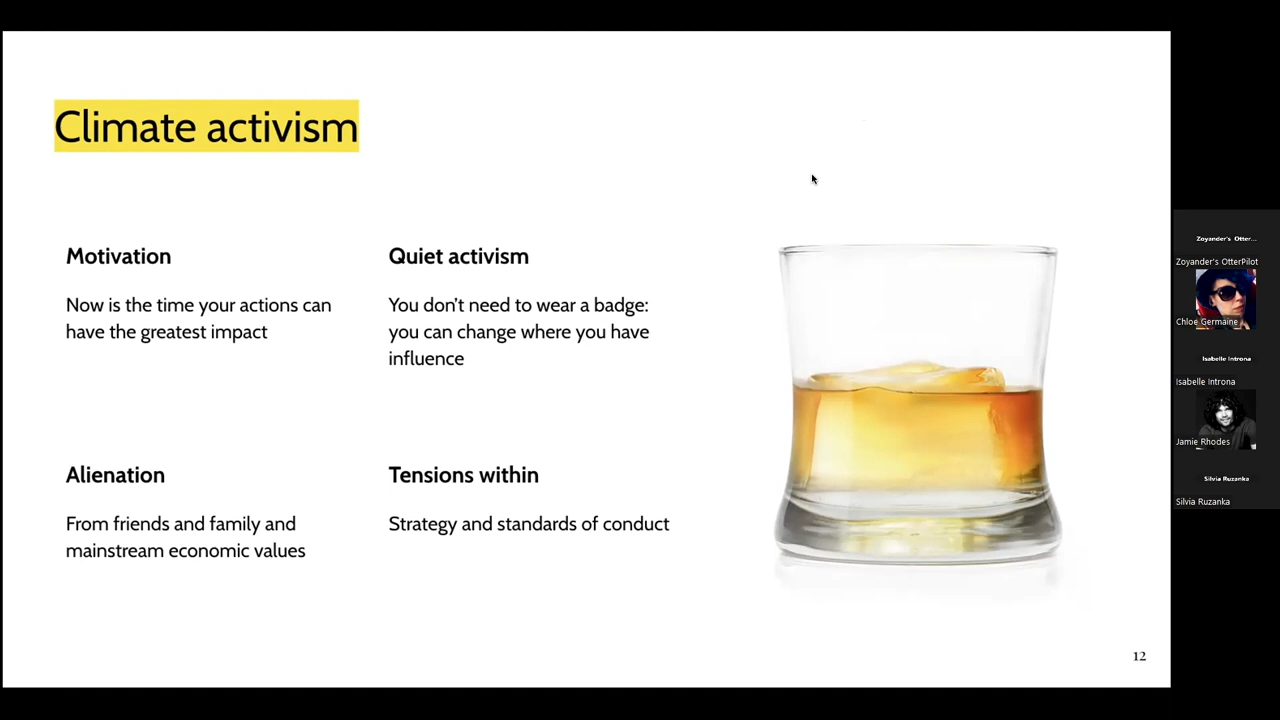 Climate activism
Motivation
Now is the time your actions can
have the greatest impact
Quiet activism
You don't need to wear a badge:
you can change where you have
influence
Alienation
From friends and family and
mainstream economic values
Tensions within
Strategy and standards of conduct
12
Zoyander's Otter...
Zoyander's OtterPilot
Chloé Germaine
Isabelle Introna
Isabelle Introna
Jamie Rhodes
Silvia Ruzanka
Silvia Ruzanka